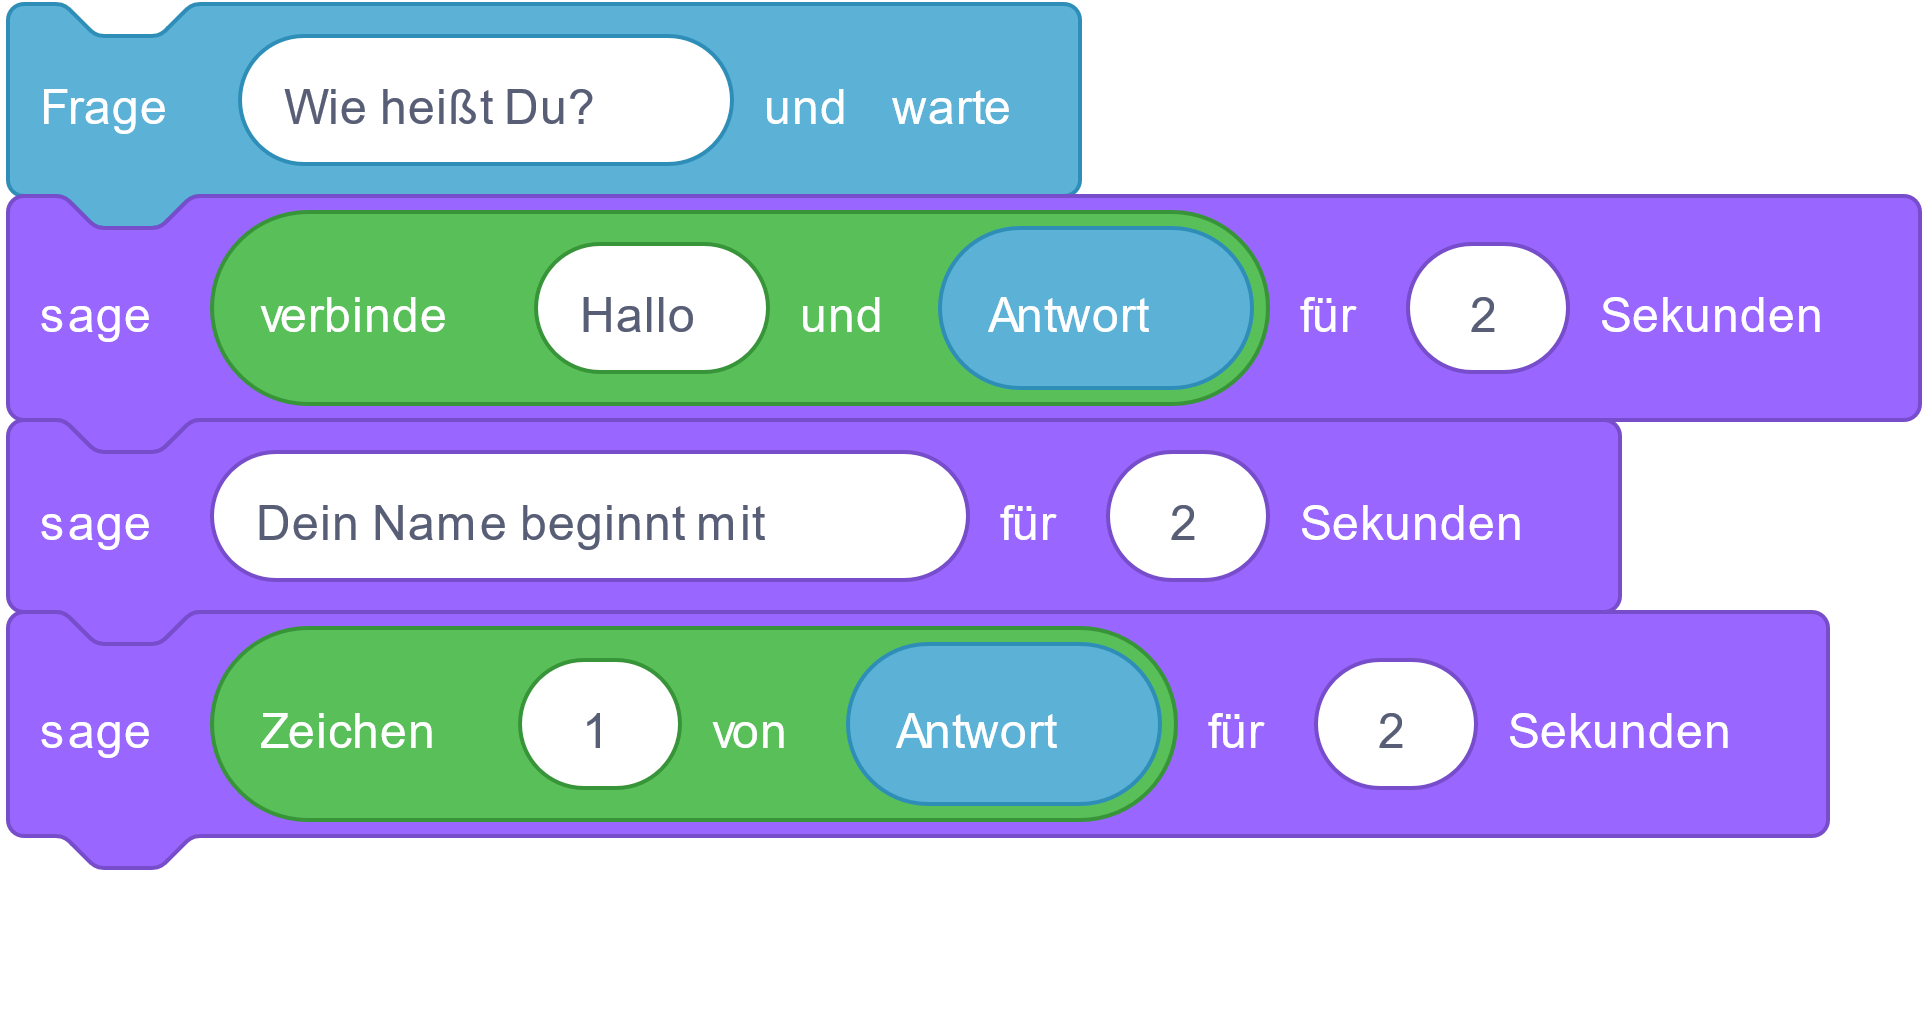 Frage Wie heißt Du? und warte
sage verbinde Hallo und Antwort für 2 Sekunden
sage Dein Name beginnt mit für 2 Sekunden
sage Zeichen 1 von Antwort für 2 Sekunden